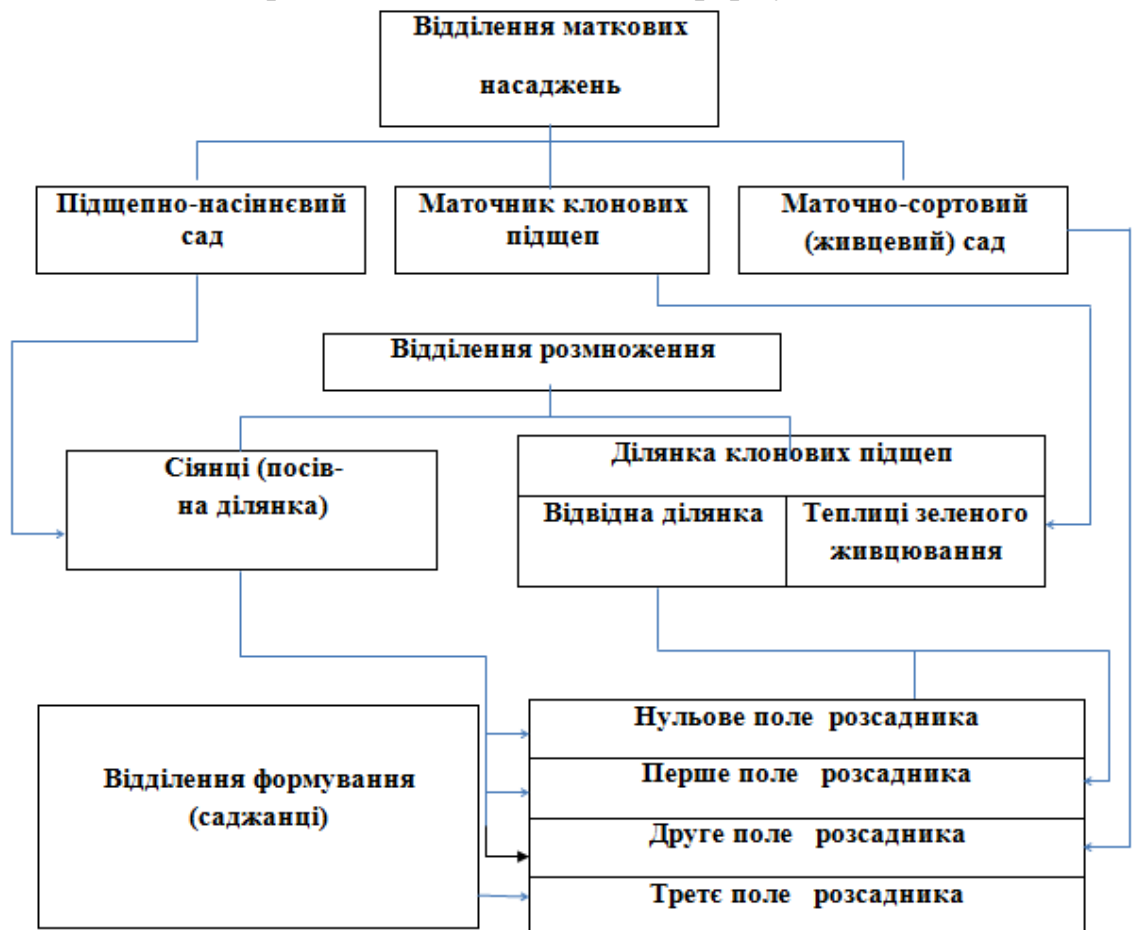 Відділення маткових
насаджень
Підщепно-насіннєвий
сад
Маточник клонових
підщеп
Маточно-сортовий
(живцевий) сад
Відділення розмноження
Сіянці (посів-
на ділянка)
Ділянка клонових підщеп
Відвідна ділянка
Теплиці зеленого
живцювання
Відділення формування
(саджанці)
Нульове поле розсадника
Перше поле розсадника
Друге поле розсадника
Третє поле розсадника